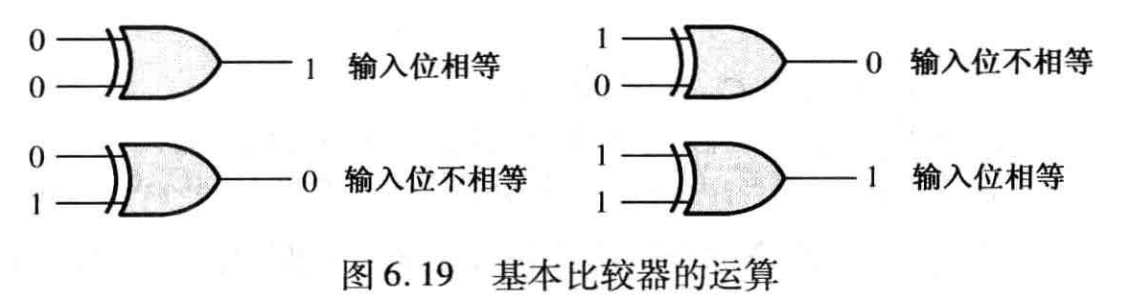 0 1 输入位相等
0
1 0 输入位不相等
0
0 0 输入位不相等
1
1 1 输入位相等
1
图 6.19 基本比较器的运算